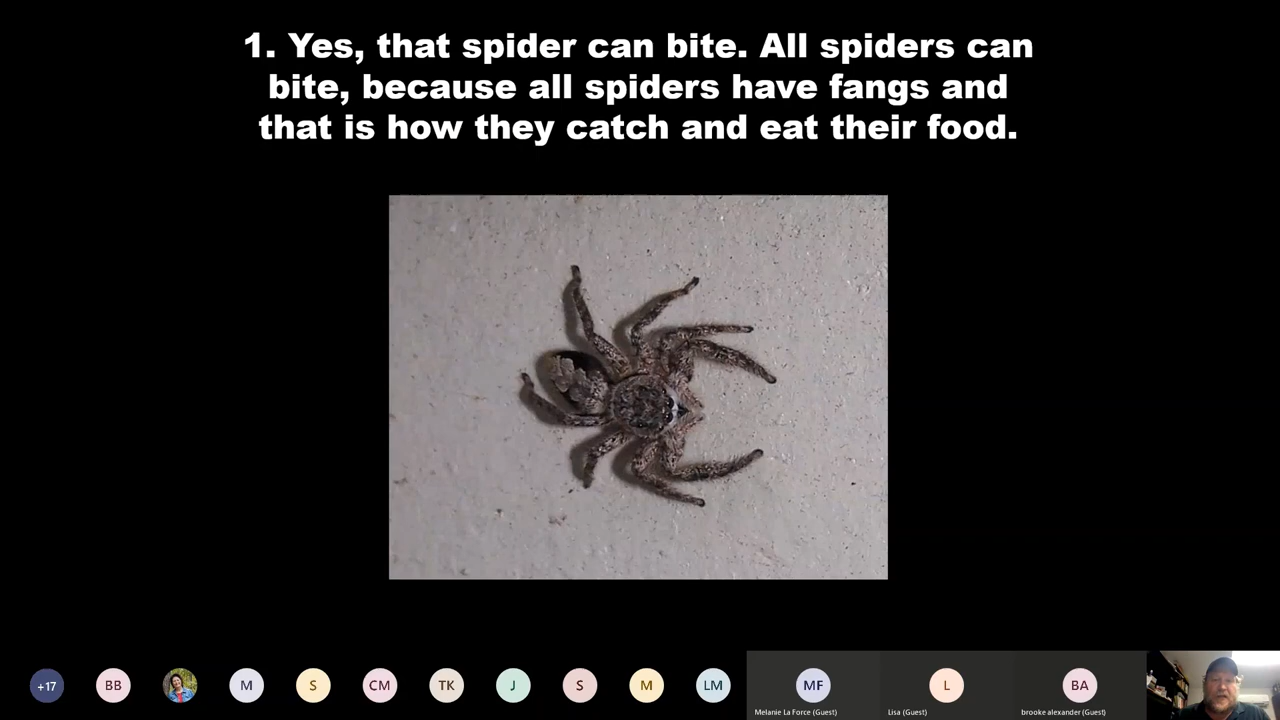 1. Yes, that spider can bite. All spiders can
bite, because all spiders have fangs and
that is how they catch and eat their food.
+17
BB
M
S
CM
TK
J
S
M
LM
MF
L
BA
Melanie La Force (Guest)
Lisa (Guest)
brooke alexander (Guest)